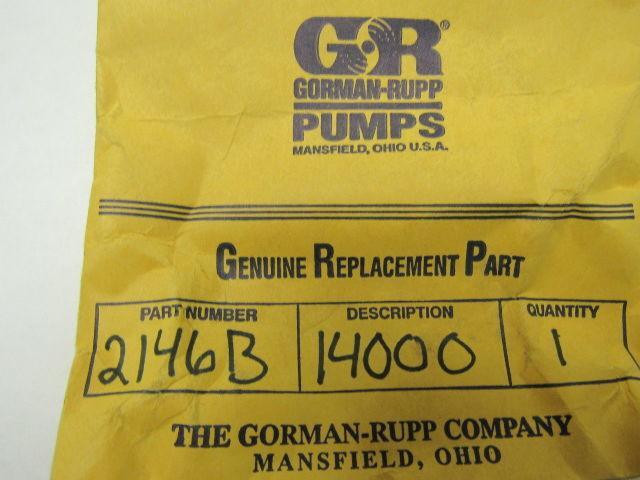 GR®
GORMAN-RUPP
PUMPS
MANSFIELD, OHIO U.S.A.
GENUINE REPLACEMENT PART
PART NUMBER DESCRIPTION QUANTITY
2146B 14000 1
THE GORMAN-RUPP COMPANY
MANSFIELD, OHIO